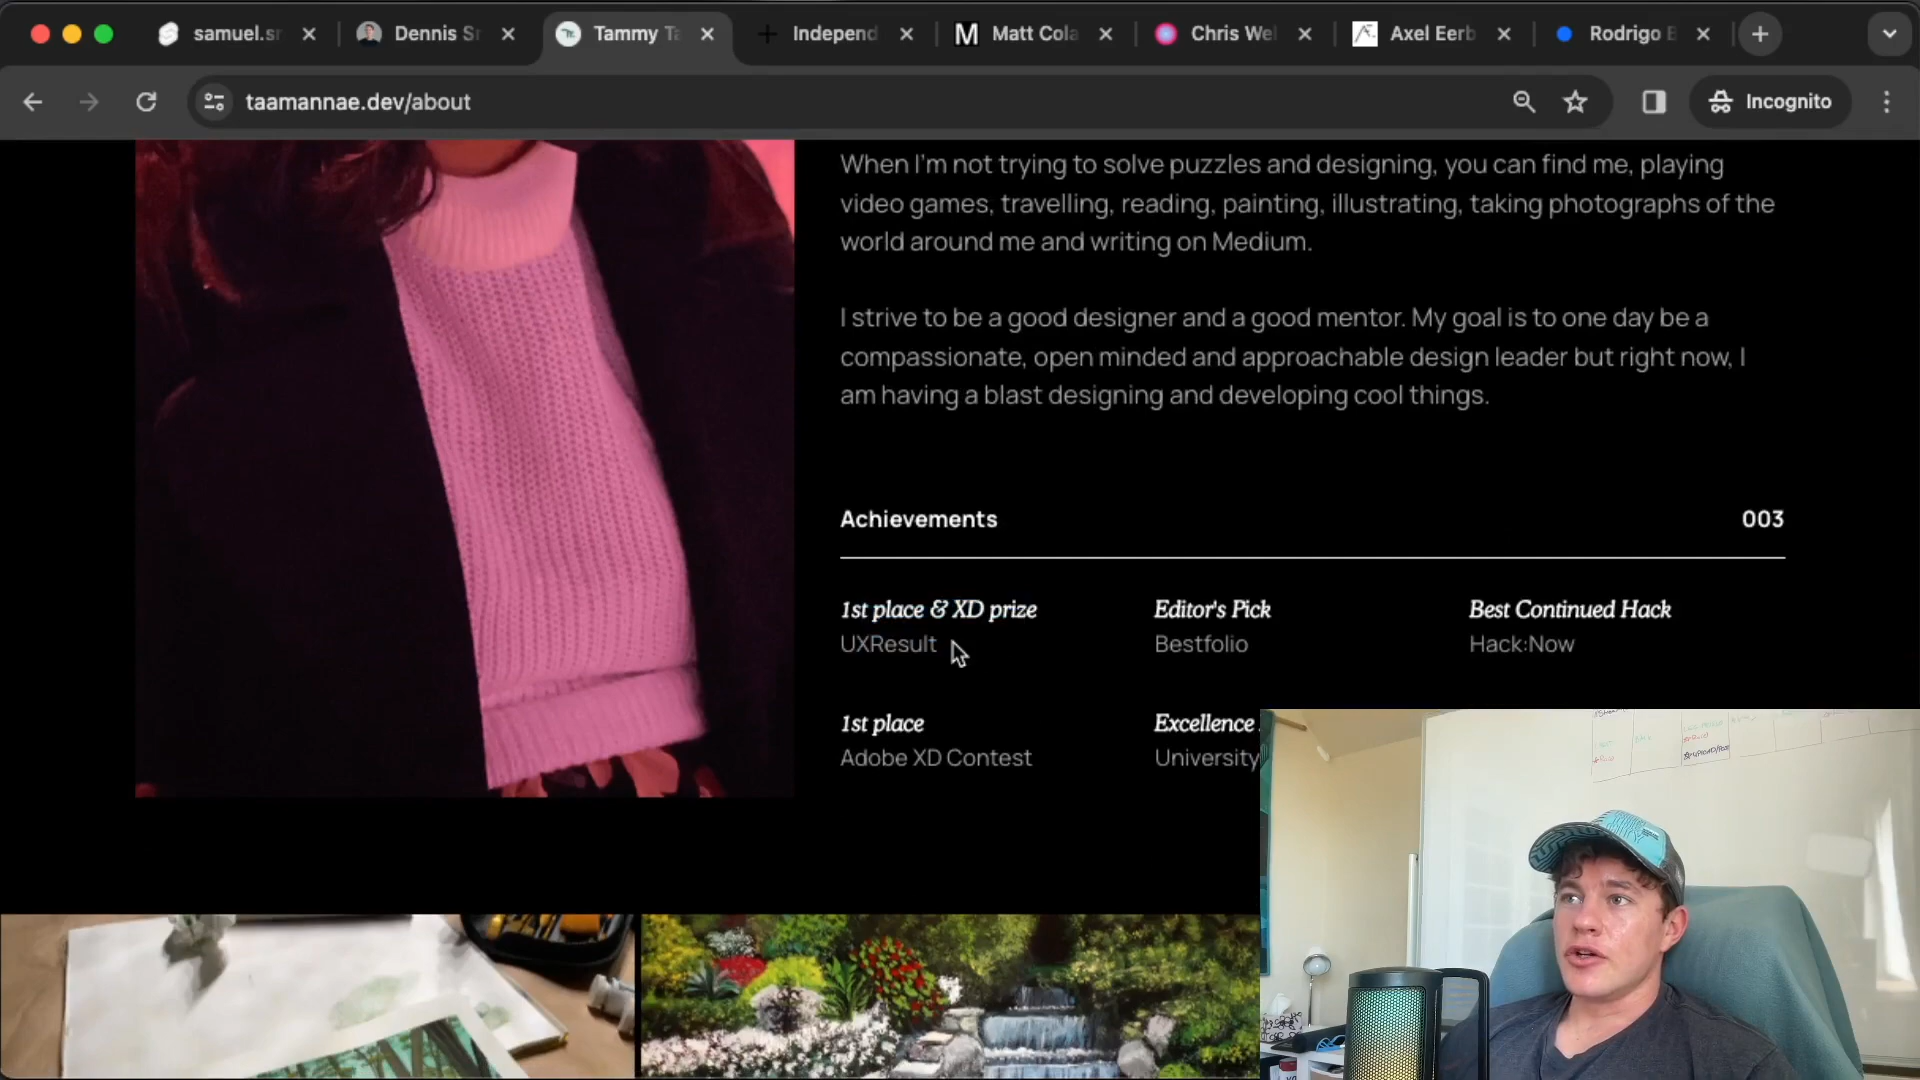 samuel.sr
Dennis Sr
Tammy Ta
Independ
M Matt Cola
Chris Wel
Axel Eerb
Rodrigo B
taamannae.dev/about
Incognito
When I'm not trying to solve puzzles and designing, you can find me, playing
video games, travelling, reading, painting, illustrating, taking photographs of the
world around me and writing on Medium.
I strive to be a good designer and a good mentor. My goal is to one day be a
compassionate, open minded and approachable design leader but right now, I
am having a blast designing and developing cool things.
Achievements 003
1st place & XD prize
UXResult
Editor's Pick
Bestfolio
Best Continued Hack
Hack:Now
1st place
Adobe XD Contest
Excellence
University